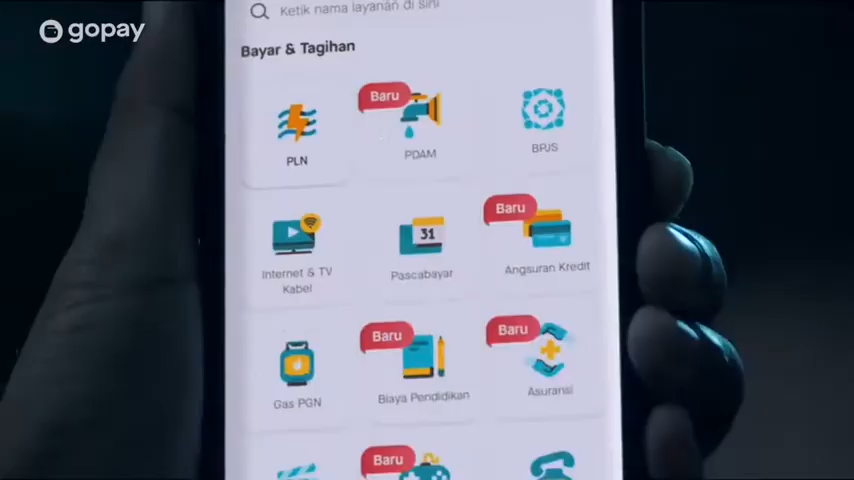 gopay
Ketik nama layanan di sini
Bayar & Tagihan
PLN
Baru
PDAM
BPJS
Internet & TV
Kabel
31
Pascabayar
Baru
Angsuran Kredit
Gas PGN
Baru
Biaya Pendidikan
Baru
Asuransi
Baru